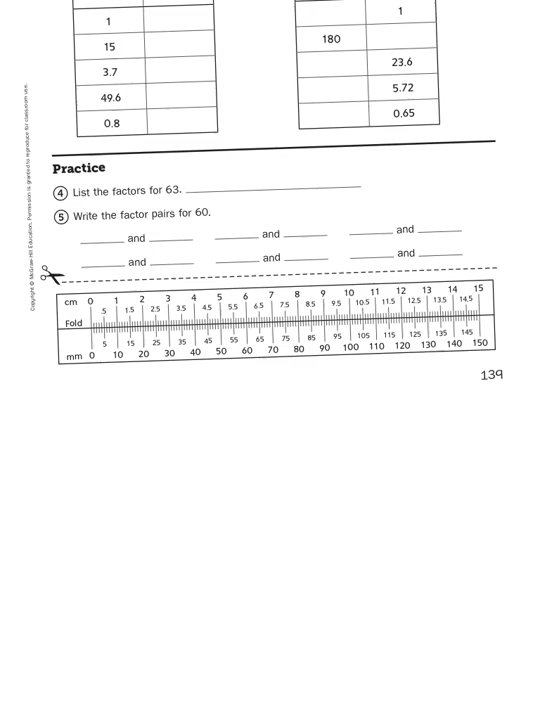 1
15
3.7
49.6
0.8
1
180
23.6
5.72
0.65
Copyright © McGraw-Hill Education. Permission is granted to reproduce for classroom use.
Practice
4 List the factors for 63.
5 Write the factor pairs for 60.
and and and
and and and
cm 0 1 2 3 4 5 6 7 8 9 10 11 12 13 14 15
.5 1.5 2.5 3.5 4.5 5.5 6.5 7.5 8.5 9.5 10.5 11.5 12.5 13.5 14.5
Fold
5 15 25 35 45 55 65 75 85 95 105 115 125 135 145
mm 0 10 20 30 40 50 60 70 80 90 100 110 120 130 140 150
139